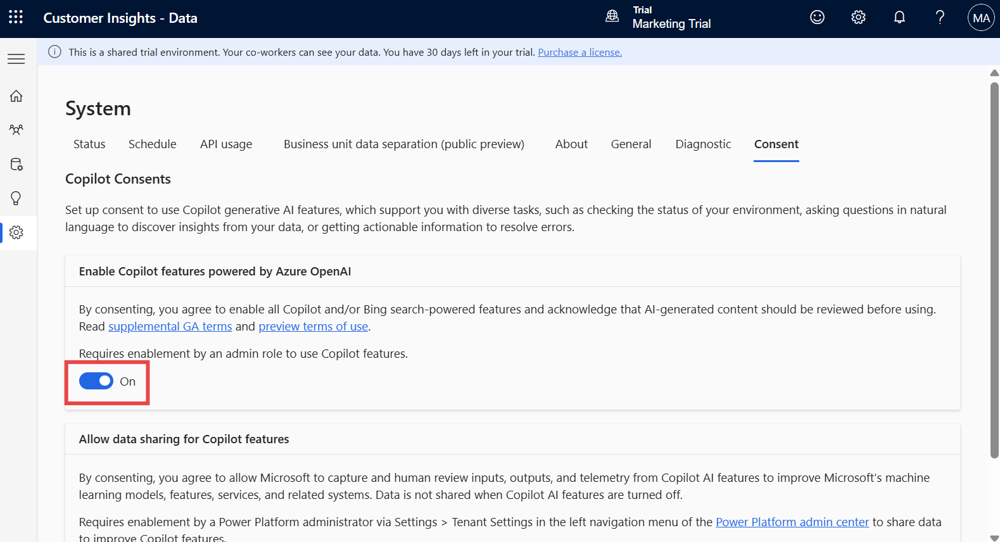 Customer Insights - Data
Trial
Marketing Trial
MA
This is a shared trial environment. Your co-workers can see your data. You have 30 days left in your trial. Purchase a license.
System
Status Schedule API usage Business unit data separation (public preview) About General Diagnostic Consent
Copilot Consents
Set up consent to use Copilot generative AI features, which support you with diverse tasks, such as checking the status of your environment, asking questions in natural
language to discover insights from your data, or getting actionable information to resolve errors.
Enable Copilot features powered by Azure OpenAI
By consenting, you agree to enable all Copilot and/or Bing search-powered features and acknowledge that AI-generated content should be reviewed before using.
Read supplemental GA terms and preview terms of use.
Requires enablement by an admin role to use Copilot features.
On
Allow data sharing for Copilot features
By consenting, you agree to allow Microsoft to capture and human review inputs, outputs, and telemetry from Copilot AI features to improve Microsoft's machine
learning models, features, services, and related systems. Data is not shared when Copilot AI features are turned off.
Requires enablement by a Power Platform administrator via Settings > Tenant Settings in the left navigation menu of the Power Platform admin center to share data
to improve Copilot features.